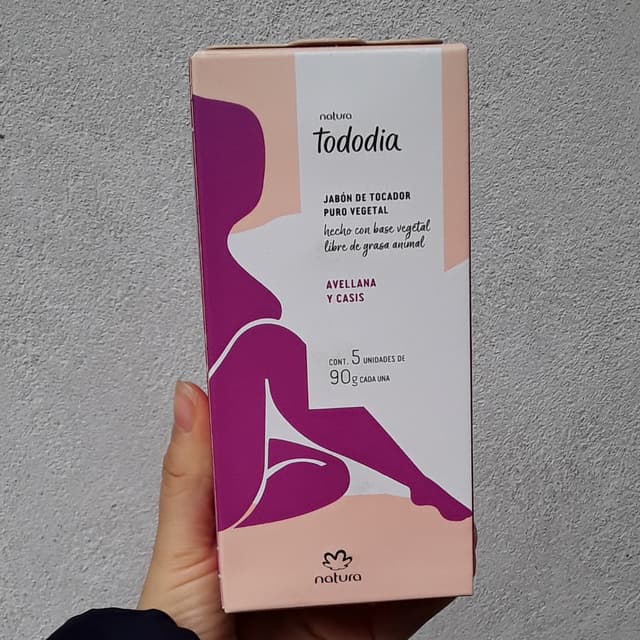 natura
tododia
JABÓN DE TOCADOR
PURO VEGETAL
hecho con base vegetal
libre de grasa animal
AVELLANA
Y CASIS
CONT. 5 UNIDADES DE
90g CADA UNA
natura